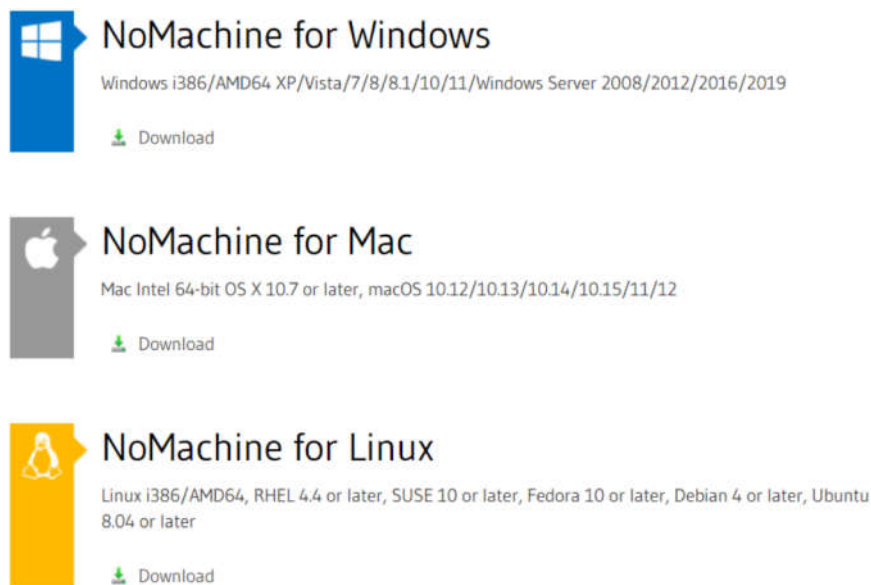 NoMachine for Windows
Windows i386/AMD64 XP/Vista/7/8/8.1/10/11/Windows Server 2008/2012/2016/2019
Download
NoMachine for Mac
Mac Intel 64-bit OS X 10.7 or later, macOS 10.12/10.13/10.14/10.15/11/12
Download
NoMachine for Linux
Linux i386/AMD64, RHEL 4.4 or later, SUSE 10 or later, Fedora 10 or later, Debian 4 or later, Ubuntu
8.04 or later
Download